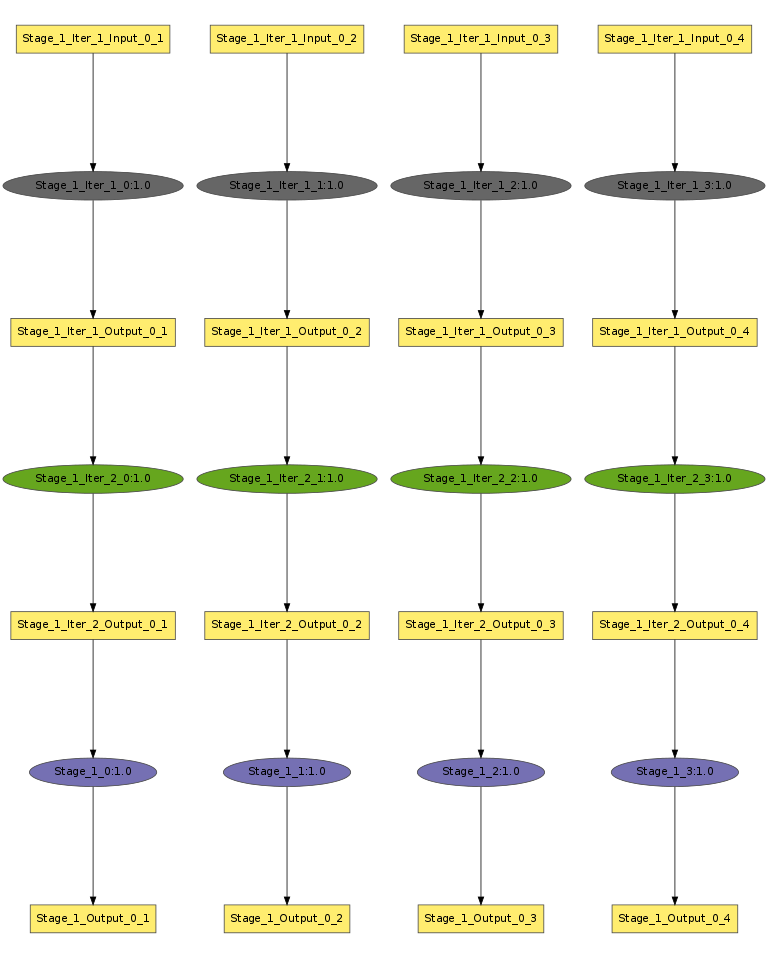 Stage_1_Iter_1_Input_0_1
Stage_1_Iter_1_Input_0_2
Stage_1_Iter_1_Input_0_3
Stage_1_Iter_1_Input_0_4
Stage_1_Iter_1_0:1.0
Stage_1_Iter_1_1:1.0
Stage_1_Iter_1_2:1.0
Stage_1_Iter_1_3:1.0
Stage_1_Iter_1_Output_0_1
Stage_1_Iter_1_Output_0_2
Stage_1_Iter_1_Output_0_3
Stage_1_Iter_1_Output_0_4
Stage_1_Iter_2_0:1.0
Stage_1_Iter_2_1:1.0
Stage_1_Iter_2_2:1.0
Stage_1_Iter_2_3:1.0
Stage_1_Iter_2_Output_0_1
Stage_1_Iter_2_Output_0_2
Stage_1_Iter_2_Output_0_3
Stage_1_Iter_2_Output_0_4
Stage_1_0:1.0
Stage_1_1:1.0
Stage_1_2:1.0
Stage_1_3:1.0
Stage_1_Output_0_1
Stage_1_Output_0_2
Stage_1_Output_0_3
Stage_1_Output_0_4